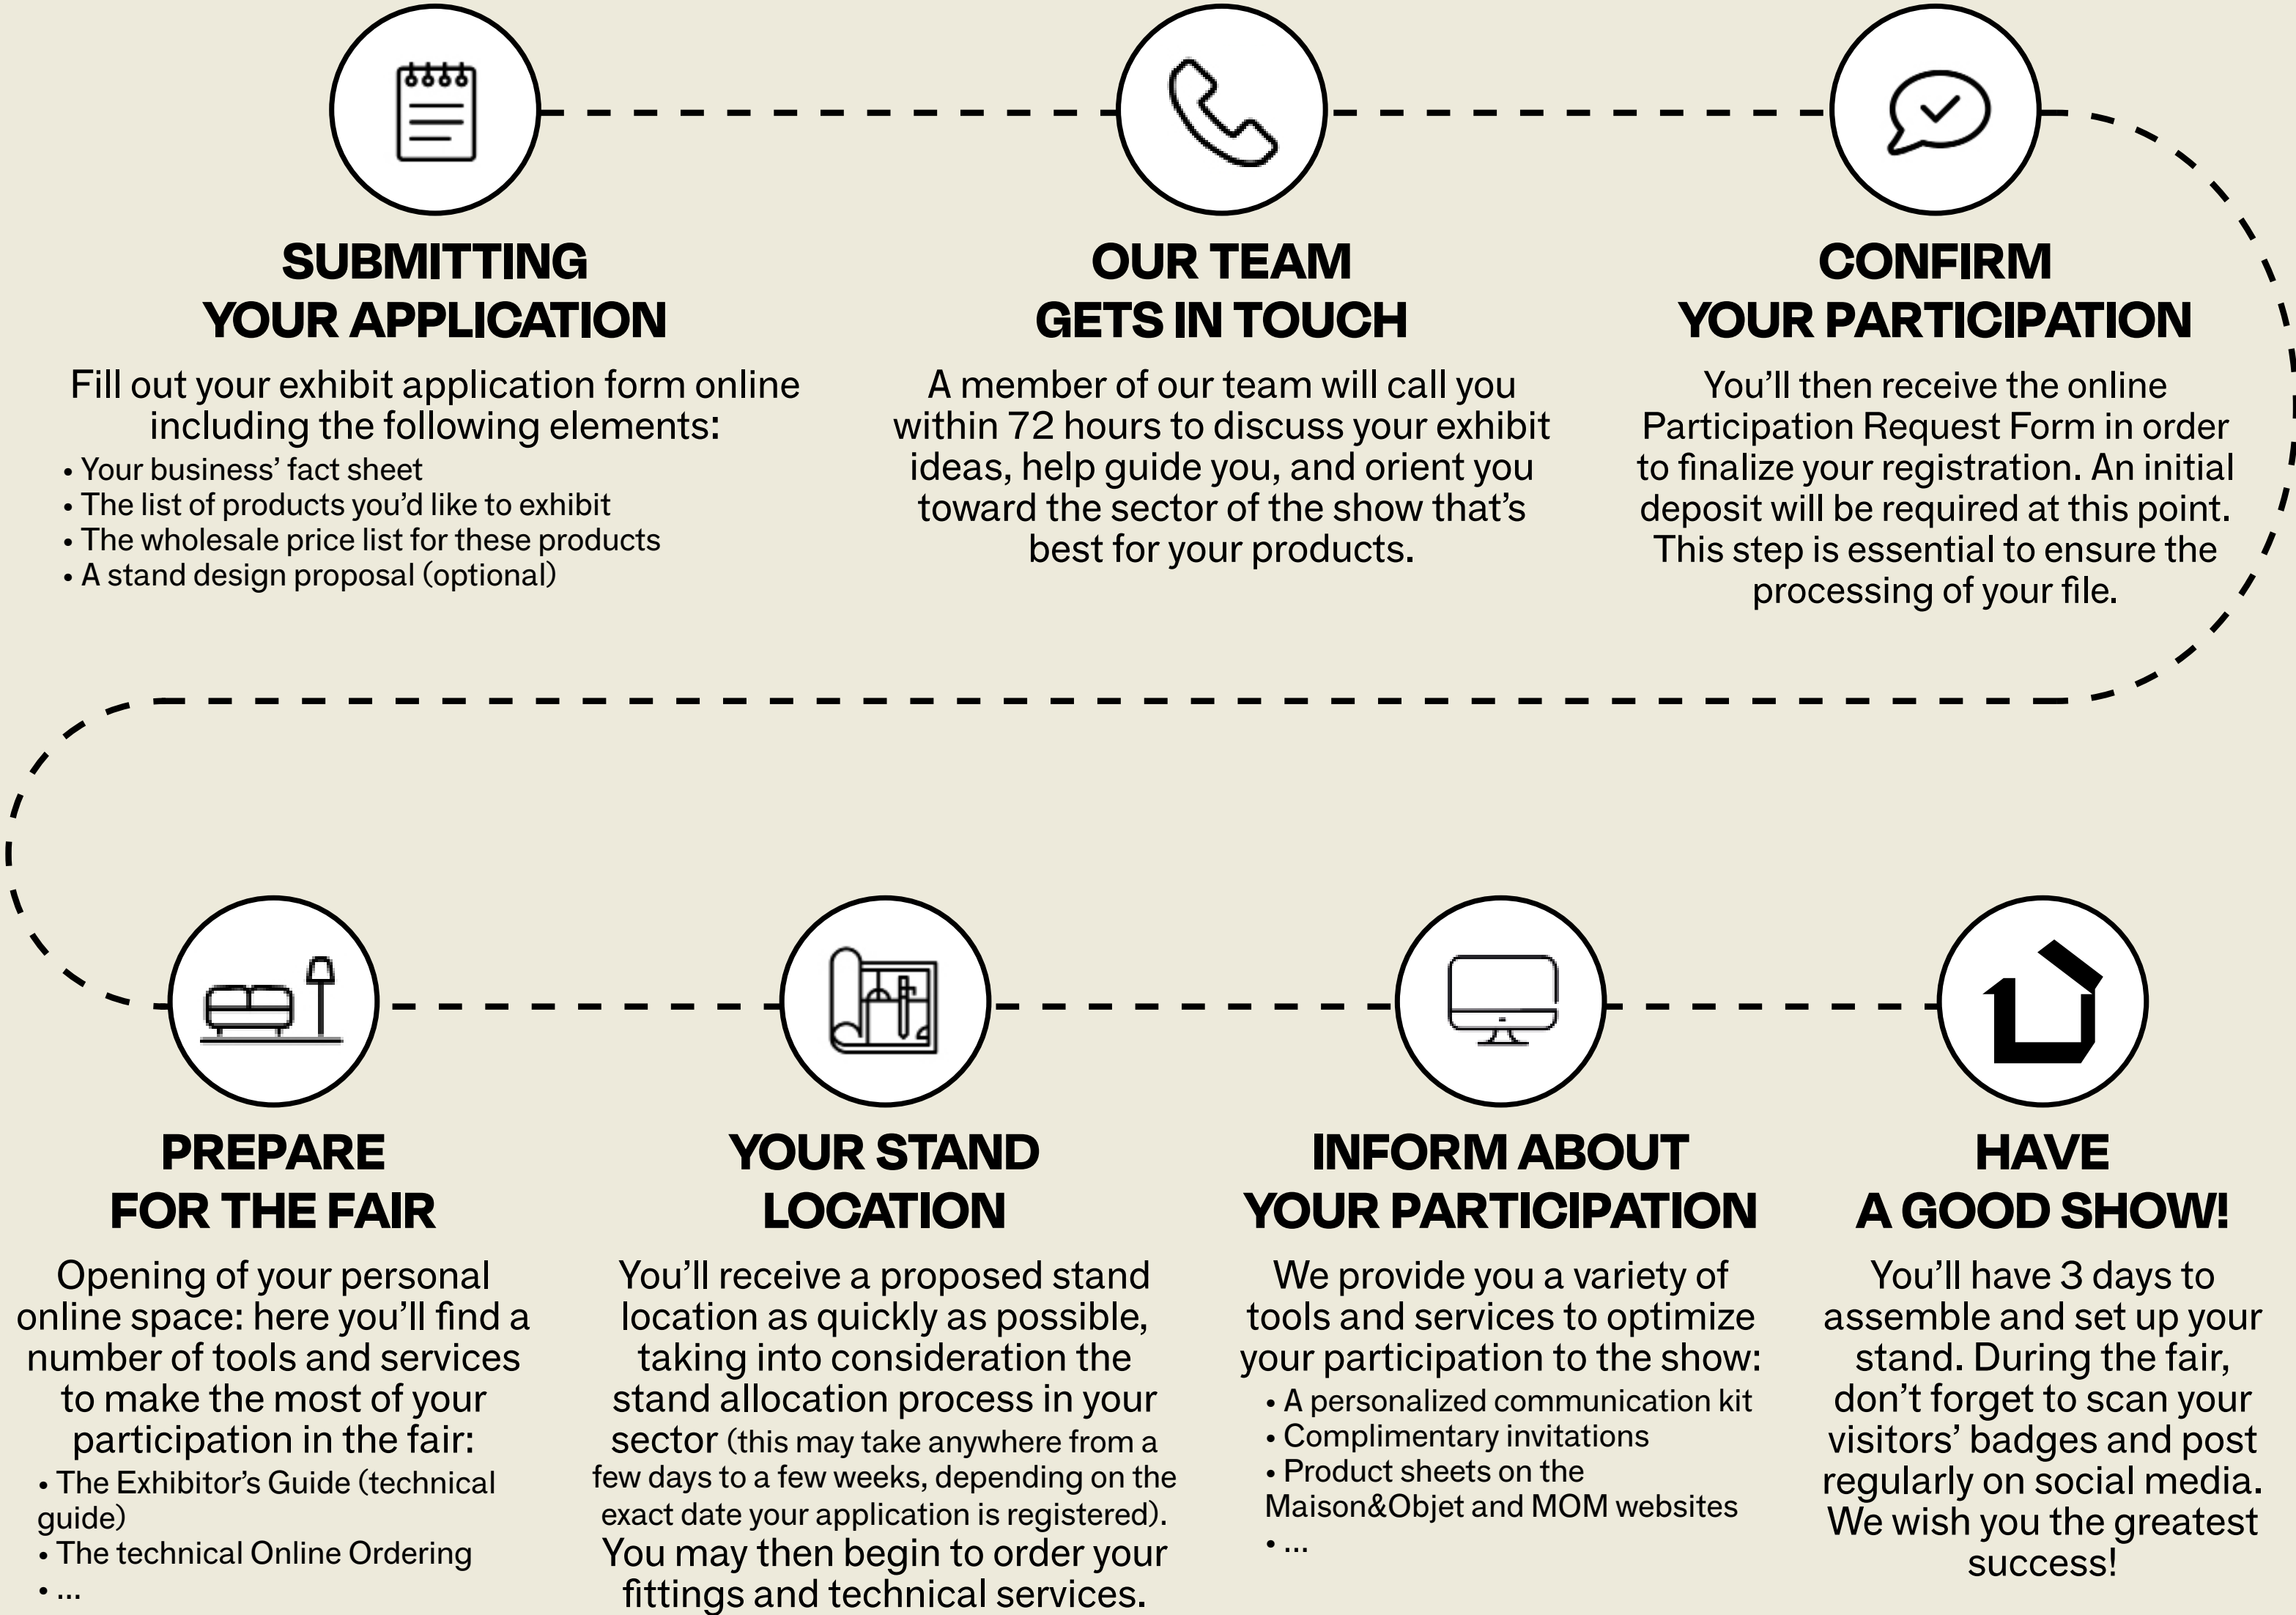 SUBMITTING
YOUR APPLICATION
Fill out your exhibit application form online
including the following elements:
• Your business’ fact sheet
• The list of products you’d like to exhibit
• The wholesale price list for these products
• A stand design proposal (optional)
OUR TEAM
GETS IN TOUCH
A member of our team will call you
within 72 hours to discuss your exhibit
ideas, help guide you, and orient you
toward the sector of the show that’s
best for your products.
CONFIRM
YOUR PARTICIPATION
You’ll then receive the online
Participation Request Form in order
to finalize your registration. An initial
deposit will be required at this point.
This step is essential to ensure the
processing of your file.
PREPARE
FOR THE FAIR
Opening of your personal
online space: here you’ll find a
number of tools and services
to make the most of your
participation in the fair:
• The Exhibitor’s Guide (technical
guide)
• The technical Online Ordering
• ...
YOUR STAND
LOCATION
You’ll receive a proposed stand
location as quickly as possible,
taking into consideration the
stand allocation process in your
sector (this may take anywhere from a
few days to a few weeks, depending on the
exact date your application is registered).
You may then begin to order your
fittings and technical services.
INFORM ABOUT
YOUR PARTICIPATION
We provide you a variety of
tools and services to optimize
your participation to the show:
• A personalized communication kit
• Complimentary invitations
• Product sheets on the
Maison&Objet and MOM websites
• ...
HAVE
A GOOD SHOW!
You’ll have 3 days to
assemble and set up your
stand. During the fair,
don’t forget to scan your
visitors’ badges and post
regularly on social media.
We wish you the greatest
success!